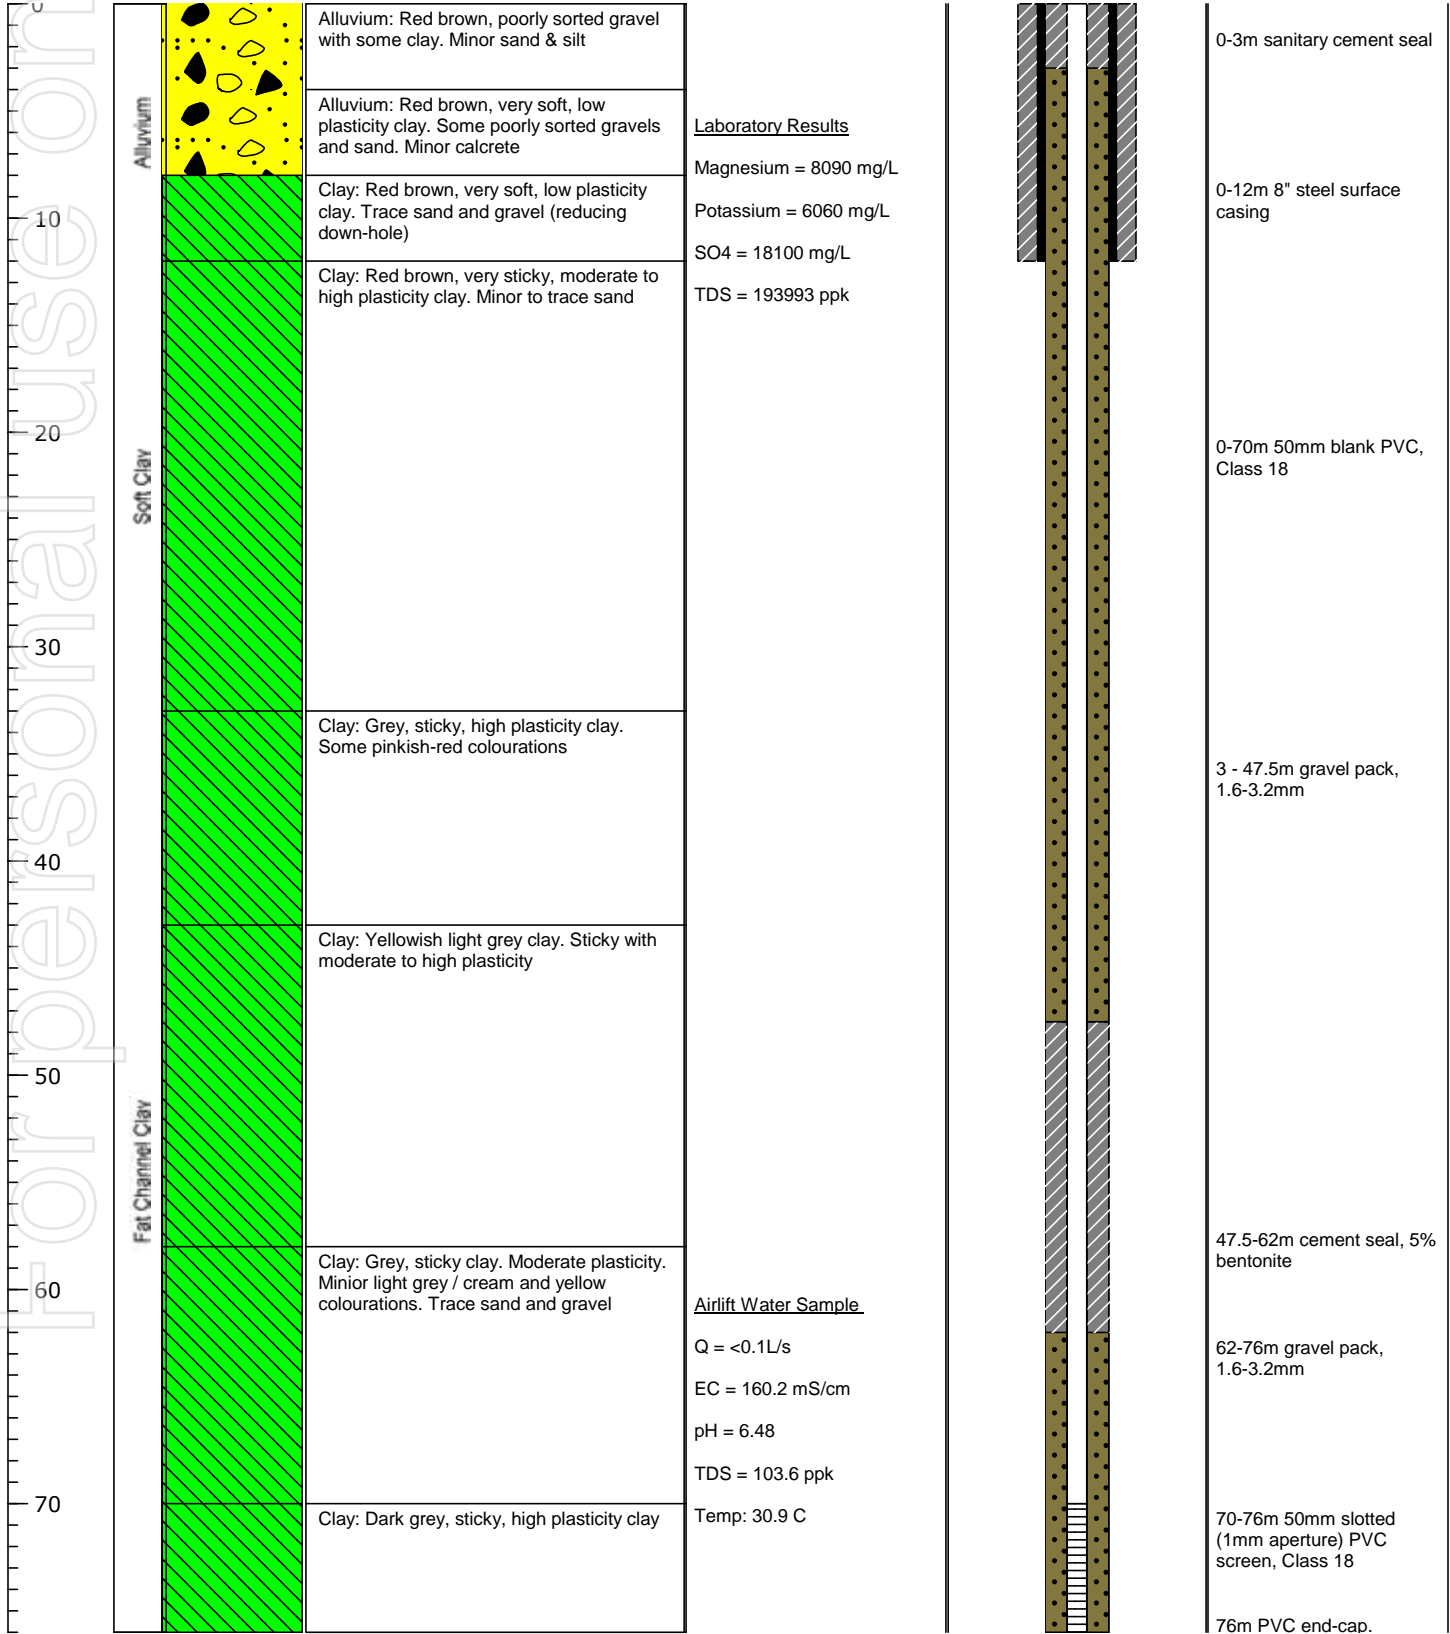 0
10
20
30
40
50
60
70
Alluvium
Soft Clay
Fat Channel Clay
Alluvium: Red brown, poorly sorted gravel
with some clay. Minor sand & silt
Alluvium: Red brown, very soft, low
plasticity clay. Some poorly sorted gravels
and sand. Minor calcrete
Clay: Red brown, very soft, low plasticity
clay. Trace sand and gravel (reducing
down-hole)
Clay: Red brown, very sticky, moderate to
high plasticity clay. Minor to trace sand
Clay: Grey, sticky, high plasticity clay.
Some pinkish-red colourations
Clay: Yellowish light grey clay. Sticky with
moderate to high plasticity
Clay: Grey, sticky clay. Moderate plasticity.
Minior light grey / cream and yellow
colourations. Trace sand and gravel
Clay: Dark grey, sticky, high plasticity clay
Laboratory Results
Magnesium = 8090 mg/L
Potassium = 6060 mg/L
SO4 = 18100 mg/L
TDS = 193993 ppk
Airlift Water Sample
Q = <0.1L/s
EC = 160.2 mS/cm
pH = 6.48
TDS = 103.6 ppk
Temp: 30.9 C
0-3m sanitary cement seal
0-12m 8" steel surface
casing
0-70m 50mm blank PVC,
Class 18
3 - 47.5m gravel pack,
1.6-3.2mm
47.5-62m cement seal, 5%
bentonite
62-76m gravel pack,
1.6-3.2mm
70-76m 50mm slotted
(1mm aperture) PVC
screen, Class 18
76m PVC end-cap.
For personal use on